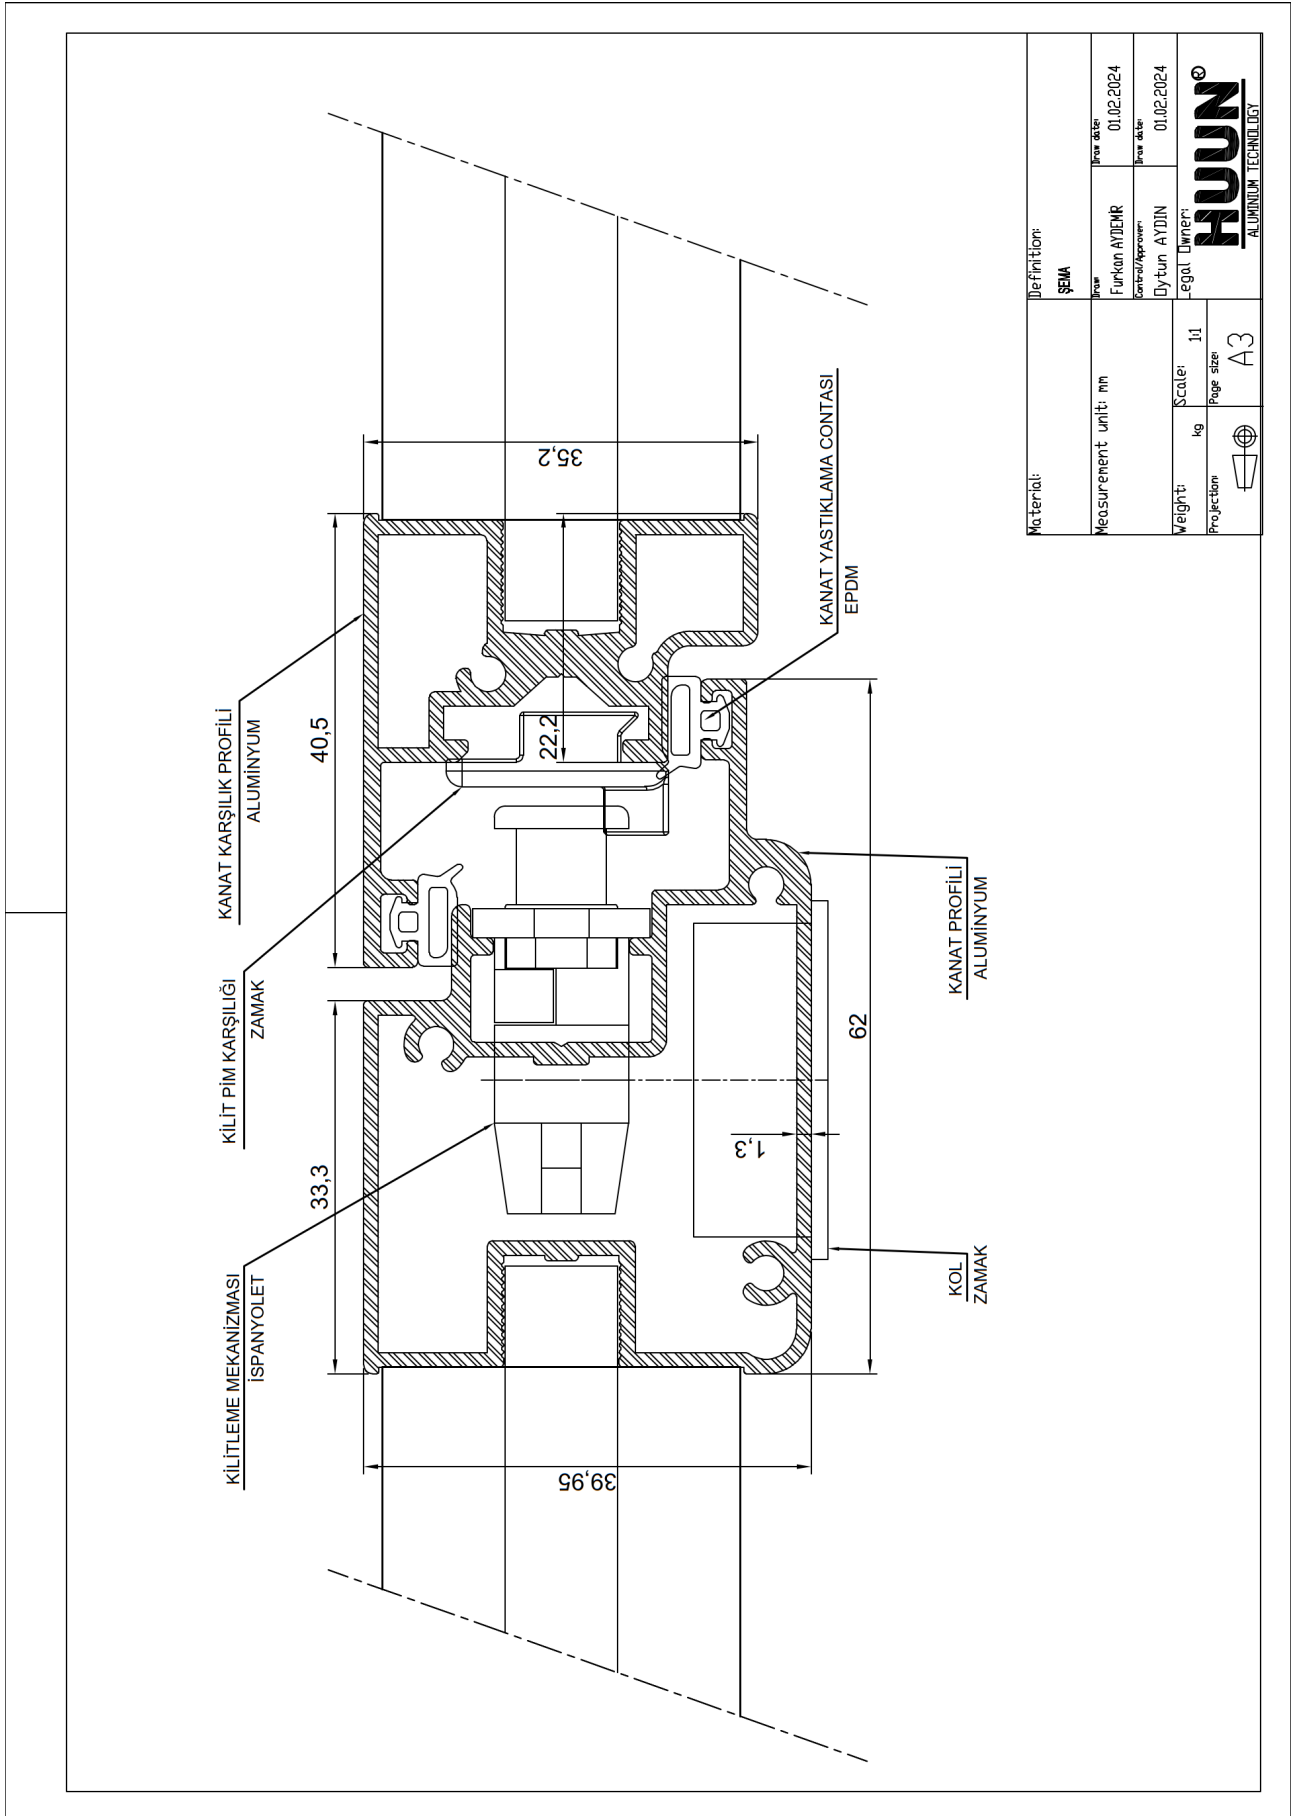 KİLİTLEME MEKANİZMASI
İSPANYOLET
KİLİT PİM KARŞILIĞI
ZAMAK
KANAT KARŞILIK PROFİLİ
ALUMİNYUM
33,3
40,5
22,2
39,95
35,2
1,3
62
KANAT YASTIKLAMA CONTASI
EPDM
KOL
ZAMAK
KANAT PROFİLİ
ALUMİNYUM
Material:
Definition:
ŞEMA
Measurement unit: mm
Draw:
Furkan AYDEMİR
Draw date:
01.02.2024
Control/Approver:
Oytun AYDIN
Draw date:
01.02.2024
Weight:
kg
Scale:
1:1
Legal Owner:
Projection:
Page size:
A3
HUUN®
ALUMINIUM TECHNOLOGY